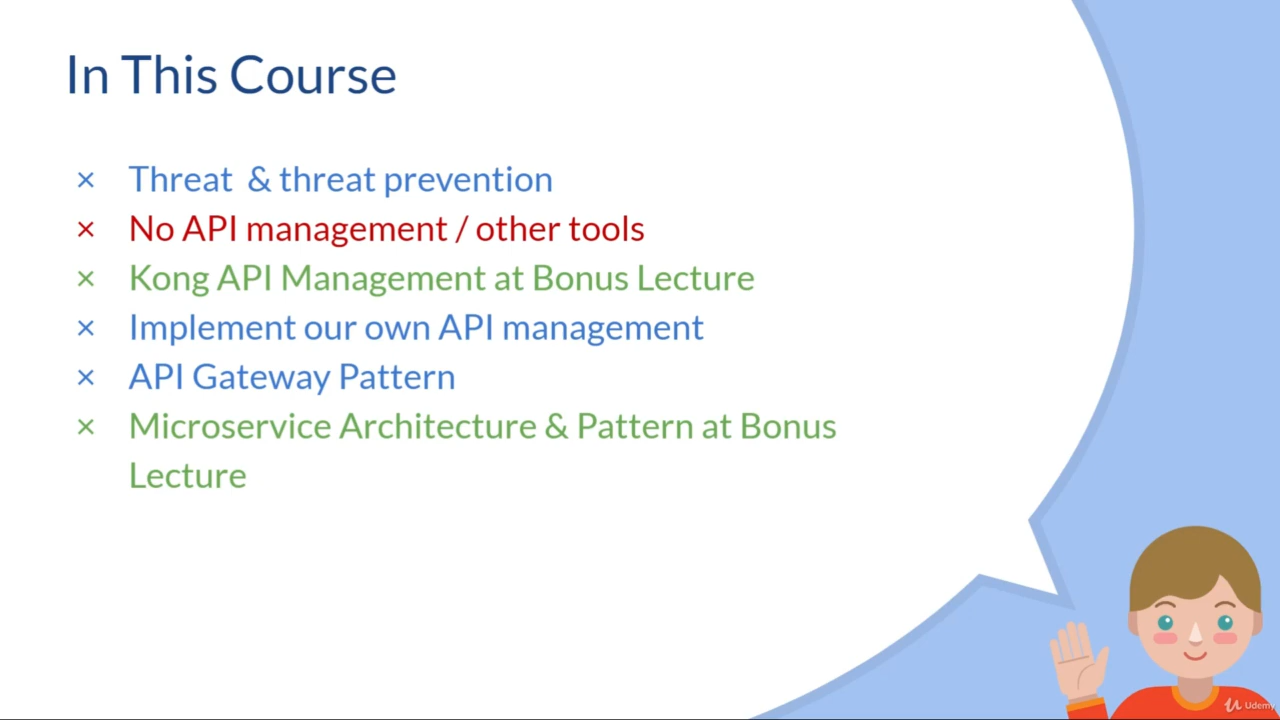 In This Course
× Threat & threat prevention
× No API management / other tools
× Kong API Management at Bonus Lecture
× Implement our own API management
× API Gateway Pattern
× Microservice Architecture & Pattern at Bonus
Lecture
Udemy